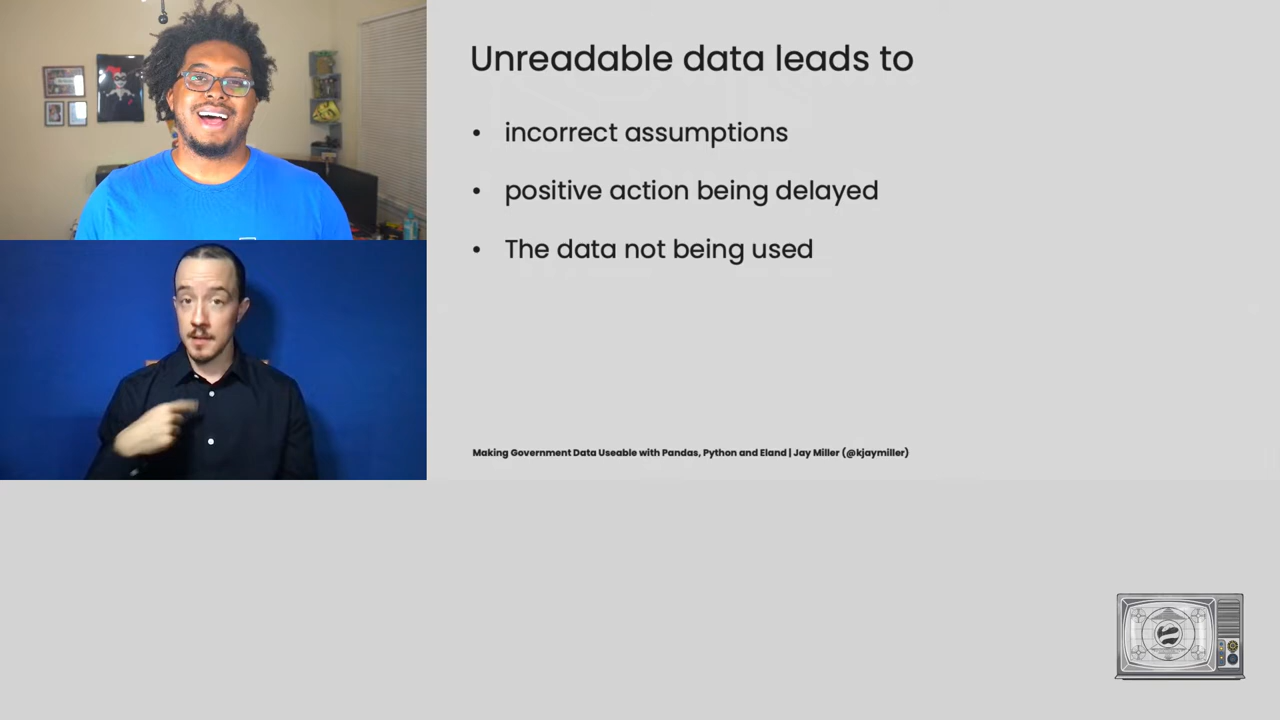 Unreadable data leads to
• incorrect assumptions
• positive action being delayed
• The data not being used
Making Government Data Useable with Pandas, Python and Eland | Jay Miller (@kjaymiller)